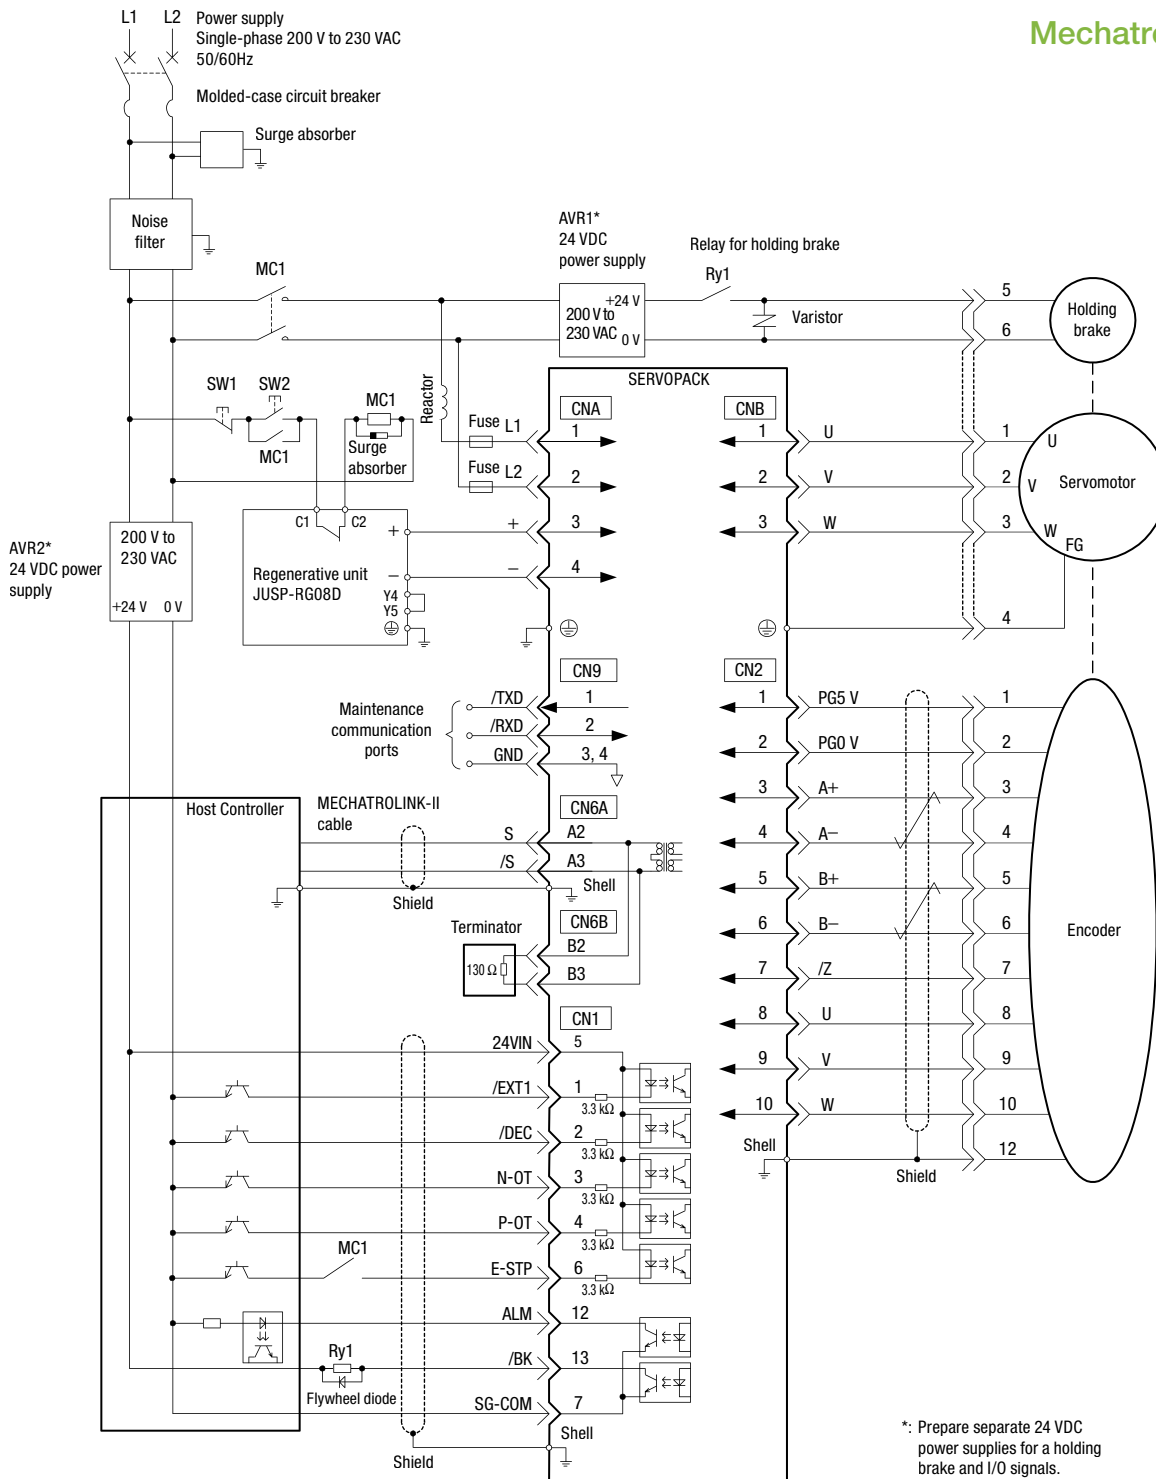 L1
L2
Power supply
Single-phase 200 V to 230 VAC
50/60Hz
Molded-case circuit breaker
Surge absorber
Noise
filter
MC1
AVR1*
24 VDC
power supply
Relay for holding brake
Ry1
+24 V
200 V to
230 VAC
0 V
Varistor
5
6
Holding
brake
SERVOPACK
SW1
SW2
MC1
MC1
Surge
absorber
Reactor
Fuse
L1
Fuse
L2
CNA
1
2
+
3
–
4
CNB
1
U
2
V
3
W
1
U
2
V
3
W
FG
4
Servomotor
AVR2*
24 VDC power
supply
200 V to
230 VAC
+24 V
0 V
C1
C2
+
–
Regenerative unit
JUSP-RG08D
Y4
Y5
CN9
/TXD
1
/RXD
2
GND
3, 4
Maintenance
communication
ports
CN2
1
PG5 V
1
2
PG0 V
2
3
A+
3
4
A–
4
5
B+
5
6
B–
6
7
/Z
7
8
U
8
9
V
9
10
W
10
Shell
12
Shield
Encoder
Host Controller
MECHATROLINK-II
cable
CN6A
S
A2
/S
A3
Shell
Shield
CN6B
Terminator
130 Ω
B2
B3
CN1
24VIN
5
/EXT1
1
3.3 kΩ
/DEC
2
3.3 kΩ
N-OT
3
3.3 kΩ
P-OT
4
3.3 kΩ
MC1
E-STP
6
3.3 kΩ
ALM
12
Ry1
/BK
13
Flywheel diode
SG-COM
7
Shell
Shield
*: Prepare separate 24 VDC
power supplies for a holding
brake and I/O signals.
Mechatro